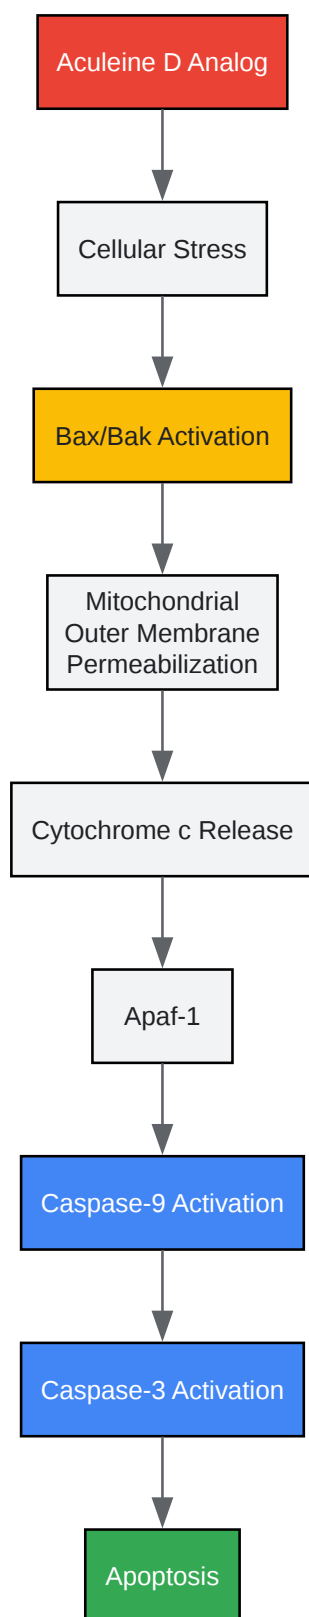 Aculeine D Analog
Cellular Stress
Bax/Bak Activation
Mitochondrial
Outer Membrane
Permeabilization
Cytochrome c Release
Apaf-1
Caspase-9 Activation
Caspase-3 Activation
Apoptosis